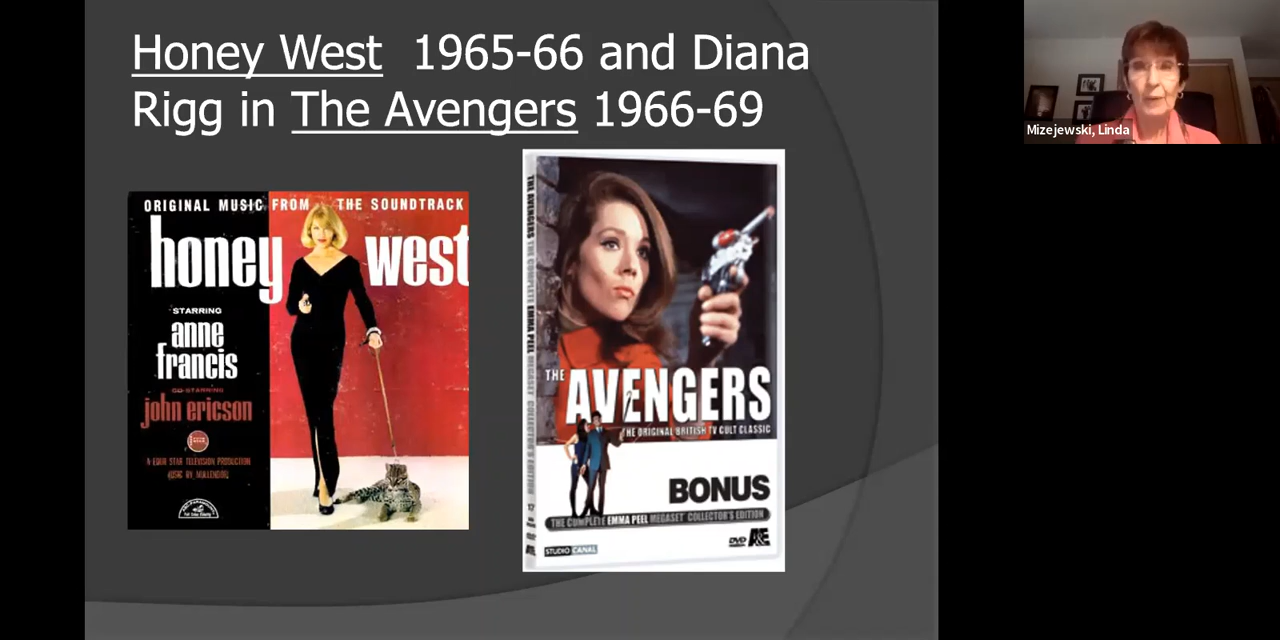 Honey West 1965-66 and Diana
Rigg in The Avengers 1966-69
ORIGINAL MUSIC FROM THE SOUNDTRACK
honey west
STARRING
anne
francis
CO-STARRING
john ericson
A FOUR STAR TELEVISION PRODUCTION
THE AVENGERS THE COMPLETE EMMA PEEL MEGASET COLLECTOR'S EDITION
17
THE
AVENGERS
THE ORIGINAL BRITISH TV CULT CLASSIC
BONUS
THE COMPLETE EMMA PEEL MEGASET COLLECTOR'S EDITION
STUDIO CANAL
DVD A&E
Mizejewski, Linda